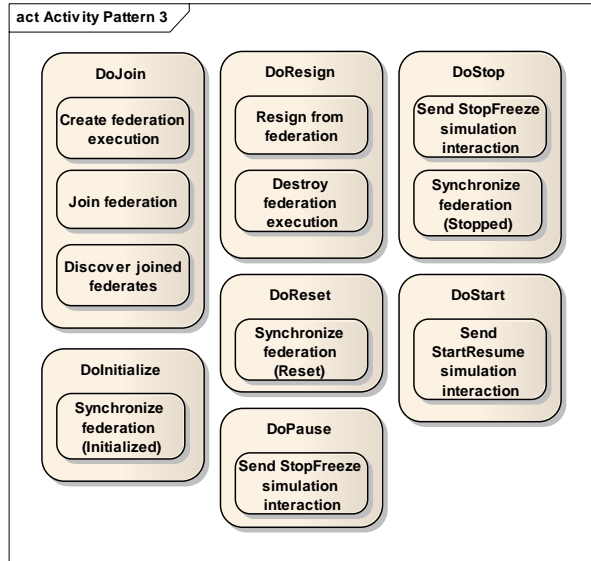 act Activity Pattern 3
DoJoin
Create federation
execution
Join federation
Discover joined
federates
DoResign
Resign from
federation
Destroy
federation
execution
DoStop
Send StopFreeze
simulation
interaction
Synchronize
federation
(Stopped)
DoReset
Synchronize
federation
(Reset)
DoStart
Send
StartResume
simulation
interaction
DoInitialize
Synchronize
federation
(Initialized)
DoPause
Send StopFreeze
simulation
interaction